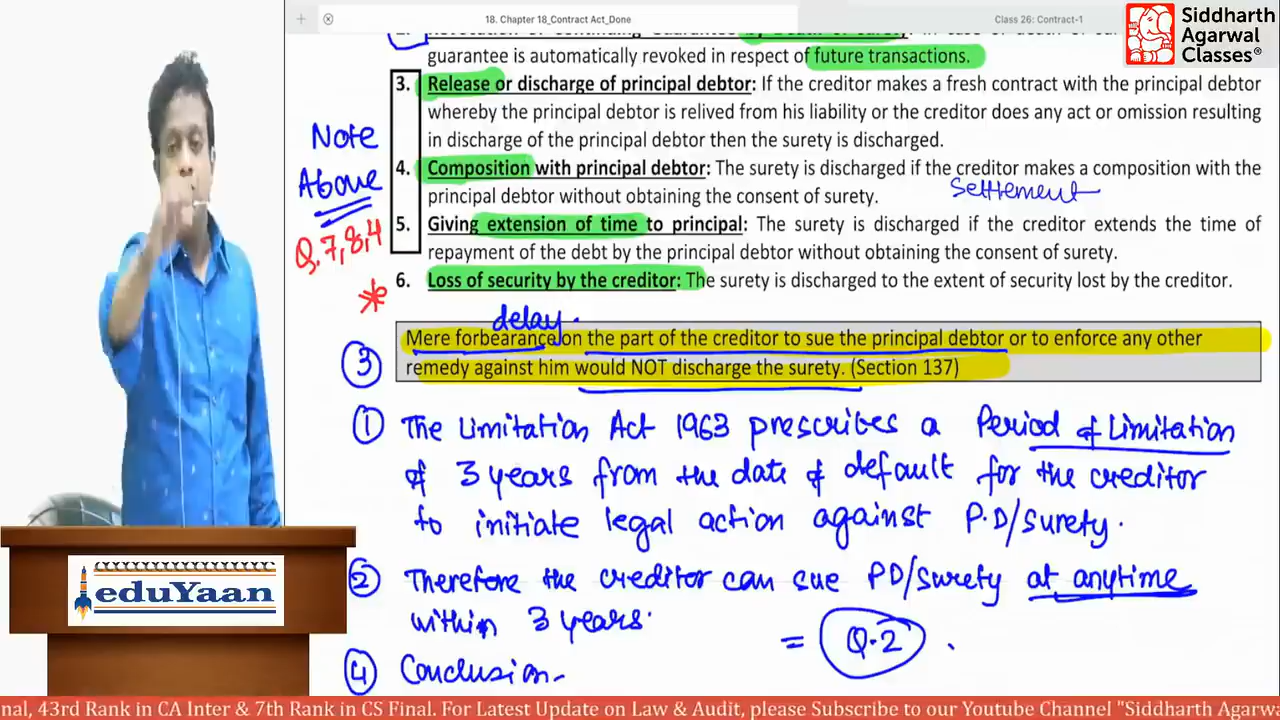 18. Chapter 18_Contract Act_Done
Class 26: Contract-1
Siddharth
Agarwal
Classes®
guarantee is automatically revoked in respect of future transactions.
3. Release or discharge of principal debtor: If the creditor makes a fresh contract with the principal debtor
whereby the principal debtor is relived from his liability or the creditor does any act or omission resulting
in discharge of the principal debtor then the surety is discharged.
4. Composition with principal debtor: The surety is discharged if the creditor makes a composition with the
principal debtor without obtaining the consent of surety.
Settlement
5. Giving extension of time to principal: The surety is discharged if the creditor extends the time of
repayment of the debt by the principal debtor without obtaining the consent of surety.
6. Loss of security by the creditor: The surety is discharged to the extent of security lost by the creditor.
Note
Above
Q.7,8,4
delay.
Mere forbearance on the part of the creditor to sue the principal debtor or to enforce any other
remedy against him would NOT discharge the surety. (Section 137)
3
1 The Limitation Act 1963 prescribes a Period of Limitation
of 3 years from the date of default for the creditor
to initiate legal action against P.D/Surety.
2 Therefore the creditor can sue PD/Surety at anytime
within 3 years.
= Q.2
4 Conclusion
eduYaan
nal, 43rd Rank in CA Inter & 7th Rank in CS Final. For Latest Update on Law & Audit, please Subscribe to our Youtube Channel "Siddharth Agarwa